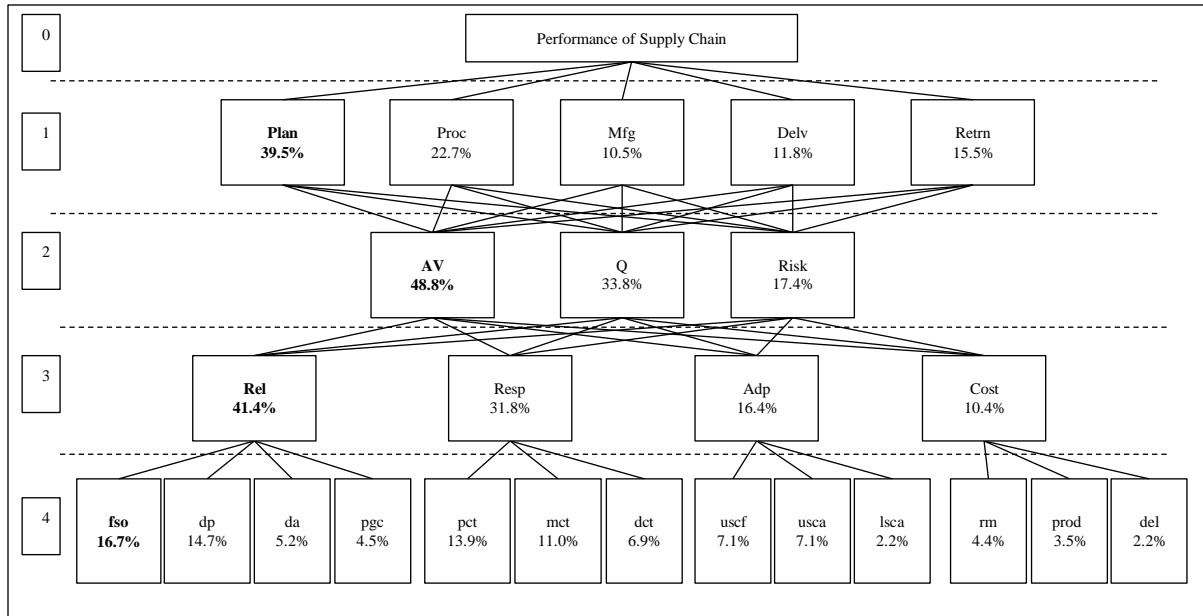 0
Performance of Supply Chain
1
Plan
39.5%
Proc
22.7%
Mfg
10.5%
Delv
11.8%
Retrn
15.5%
2
AV
48.8%
Q
33.8%
Risk
17.4%
3
Rel
41.4%
Resp
31.8%
Adp
16.4%
Cost
10.4%
4
fso
16.7%
dp
14.7%
da
5.2%
pgc
4.5%
pct
13.9%
mct
11.0%
dct
6.9%
uscf
7.1%
usca
7.1%
lsca
2.2%
rm
4.4%
prod
3.5%
del
2.2%